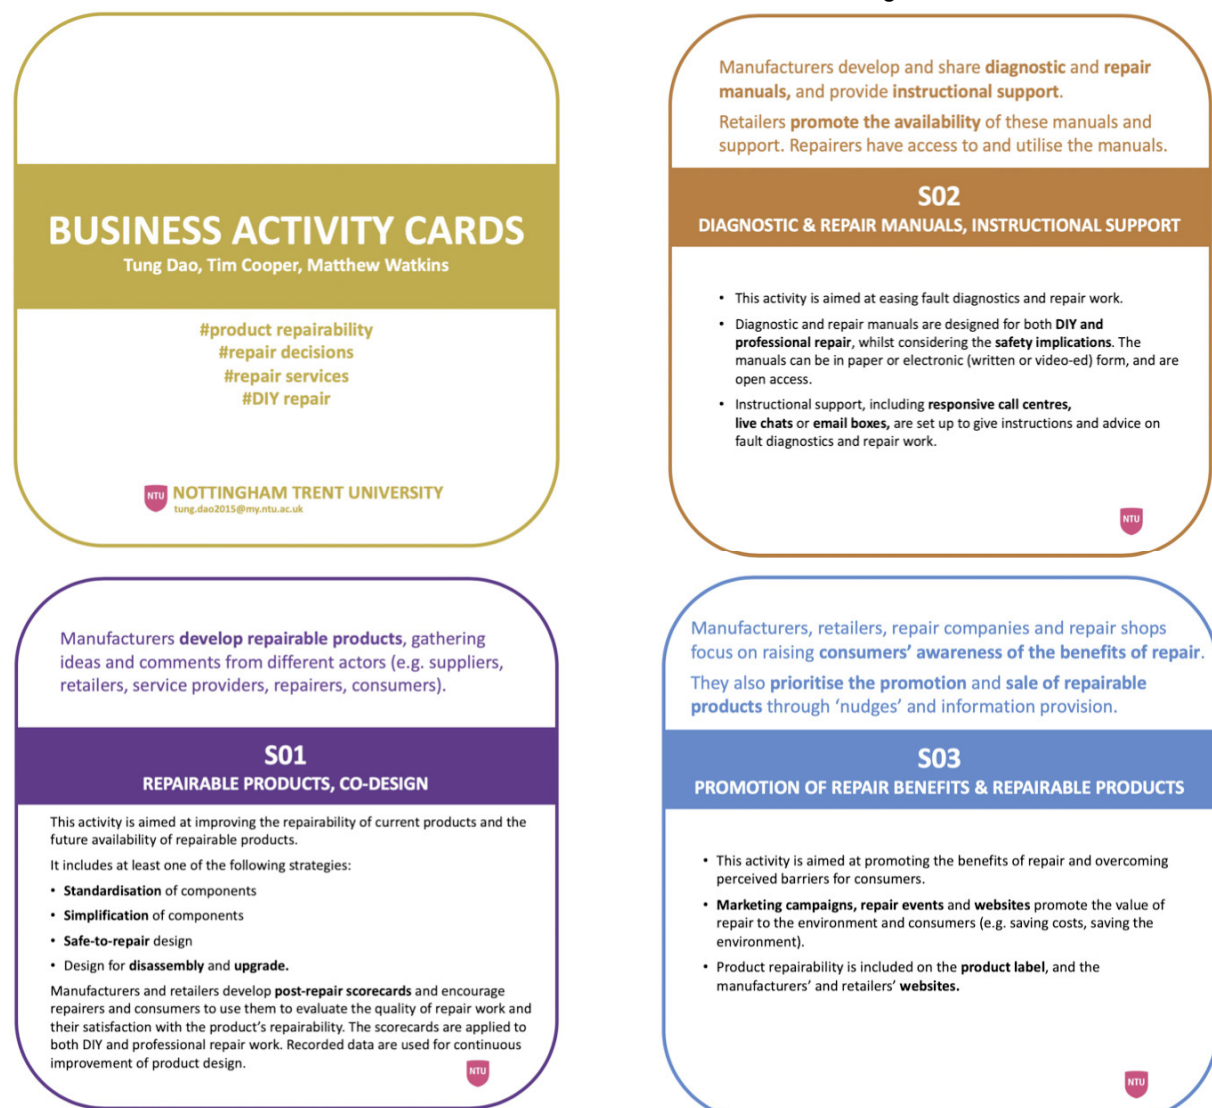 BUSINESS ACTIVITY CARDS
Tung Dao, Tim Cooper, Matthew Watkins
#product repairability
#repair decisions
#repair services
#DIY repair
NTU NOTTINGHAM TRENT UNIVERSITY
tung.dao2015@my.ntu.ac.uk
Manufacturers develop and share diagnostic and repair
manuals, and provide instructional support.
Retailers promote the availability of these manuals and
support. Repairers have access to and utilise the manuals.
S02
DIAGNOSTIC & REPAIR MANUALS, INSTRUCTIONAL SUPPORT
• This activity is aimed at easing fault diagnostics and repair work.
• Diagnostic and repair manuals are designed for both DIY and
professional repair, whilst considering the safety implications. The
manuals can be in paper or electronic (written or video-ed) form, and are
open access.
• Instructional support, including responsive call centres,
live chats or email boxes, are set up to give instructions and advice on
fault diagnostics and repair work.
NTU
Manufacturers develop repairable products, gathering
ideas and comments from different actors (e.g. suppliers,
retailers, service providers, repairers, consumers).
S01
REPAIRABLE PRODUCTS, CO-DESIGN
This activity is aimed at improving the repairability of current products and the
future availability of repairable products.
It includes at least one of the following strategies:
• Standardisation of components
• Simplification of components
• Safe-to-repair design
• Design for disassembly and upgrade.
Manufacturers and retailers develop post-repair scorecards and encourage
repairers and consumers to use them to evaluate the quality of repair work and
their satisfaction with the product's repairability. The scorecards are applied to
both DIY and professional repair work. Recorded data are used for continuous
improvement of product design.
NTU
Manufacturers, retailers, repair companies and repair shops
focus on raising consumers' awareness of the benefits of repair.
They also prioritise the promotion and sale of repairable
products through 'nudges' and information provision.
S03
PROMOTION OF REPAIR BENEFITS & REPAIRABLE PRODUCTS
• This activity is aimed at promoting the benefits of repair and overcoming
perceived barriers for consumers.
• Marketing campaigns, repair events and websites promote the value of
repair to the environment and consumers (e.g. saving costs, saving the
environment).
• Product repairability is included on the product label, and the
manufacturers' and retailers' websites.
NTU